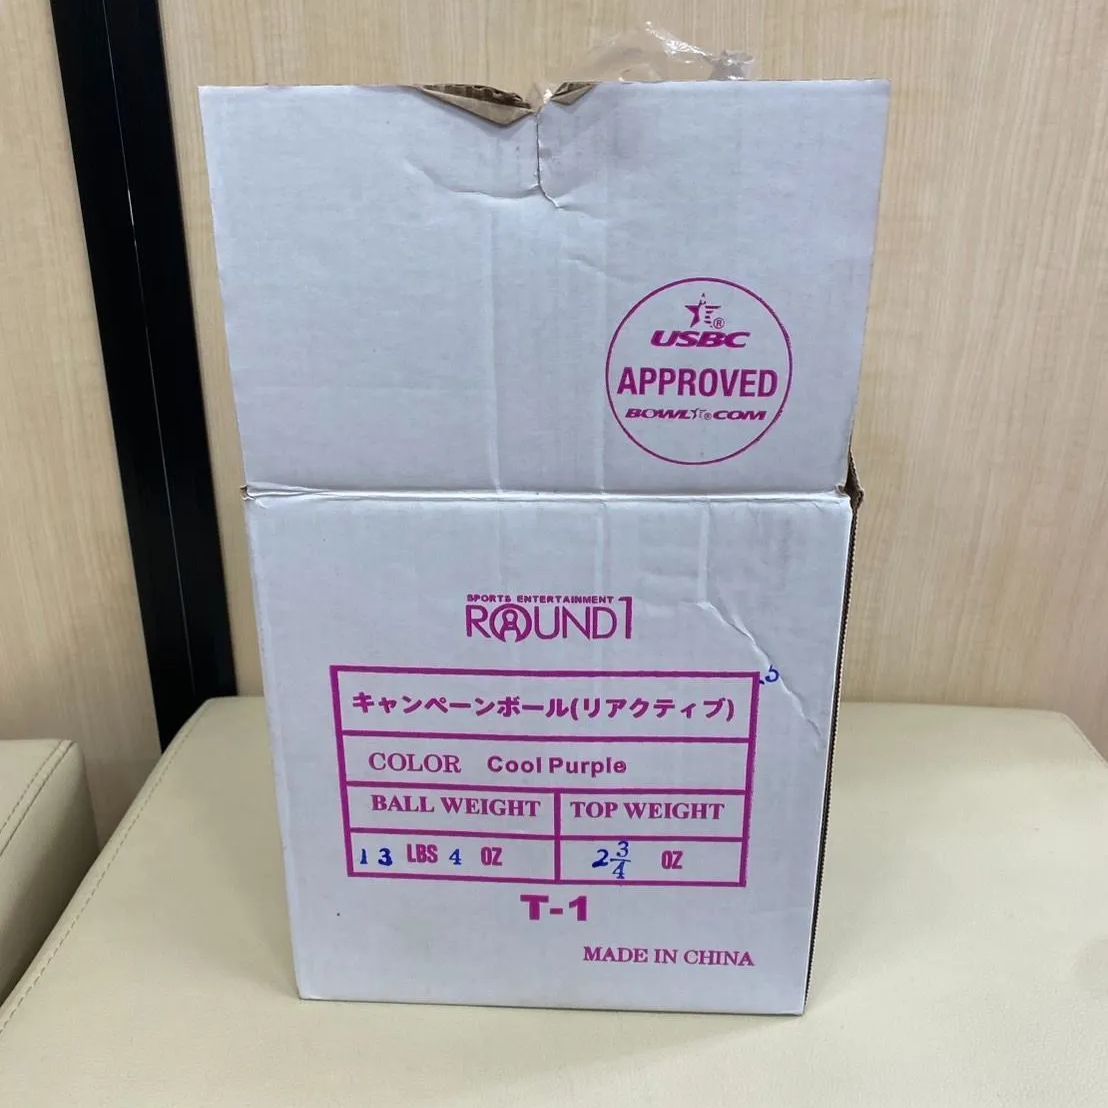 USBC
APPROVED
BOWL.COM
SPORTS ENTERTAINMENT
ROUND1
キャンペーンボール(リアクティブ)
COLOR Cool Purple
BALL WEIGHT TOP WEIGHT
13 LBS 4 OZ 2 3/4 OZ
T-1
MADE IN CHINA